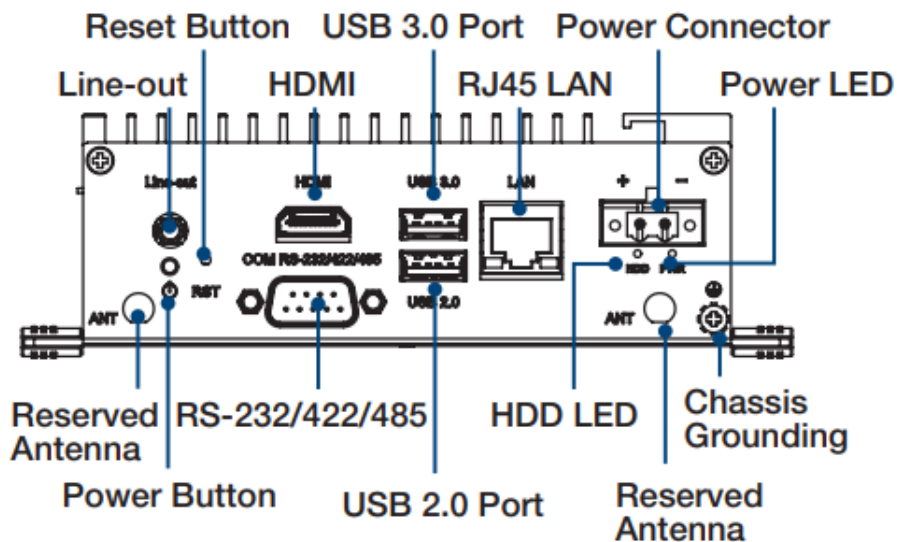 Reset Button USB 3.0 Port Power Connector
Line-out HDMI RJ45 LAN Power LED
Line-out HDMI USB 3.0 LAN + -
COM RS-232/422/485
HDD PWR
RST
USB 2.0
ANT ANT
Reserved Antenna
RS-232/422/485
HDD LED
Chassis Grounding
Power Button
USB 2.0 Port
Reserved Antenna